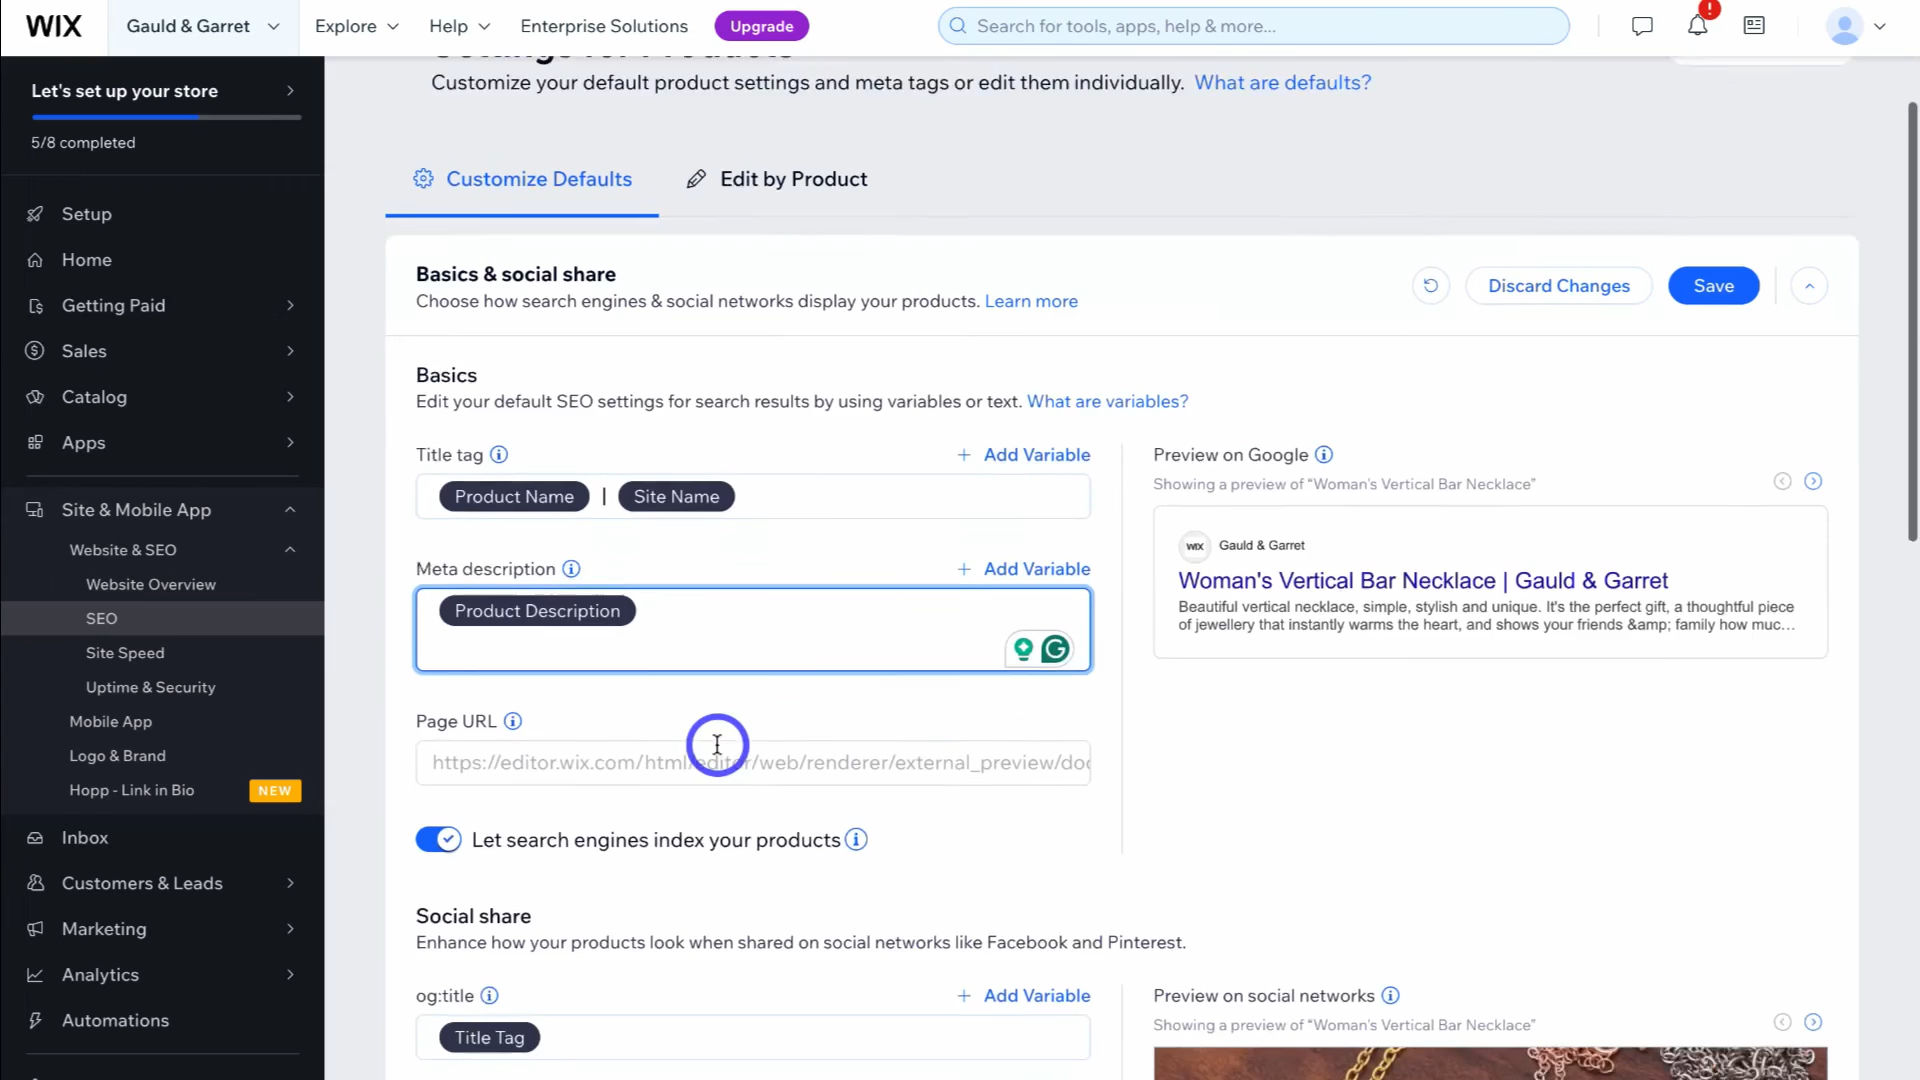 WIX
Gauld & Garret
Explore
Help
Enterprise Solutions
Upgrade
Search for tools, apps, help & more...
!
Let's set up your store
5/8 completed
Setup
Home
Getting Paid
Sales
Catalog
Apps
Site & Mobile App
Website & SEO
Website Overview
SEO
Site Speed
Uptime & Security
Mobile App
Logo & Brand
Hopp - Link in Bio NEW
Inbox
Customers & Leads
Marketing
Analytics
Automations
Settings for Products
Customize your default product settings and meta tags or edit them individually. What are defaults?
Customize Defaults
Edit by Product
Basics & social share
Choose how search engines & social networks display your products. Learn more
Discard Changes
Save
Basics
Edit your default SEO settings for search results by using variables or text. What are variables?
Title tag
+ Add Variable
Product Name | Site Name
Meta description
+ Add Variable
Product Description
Page URL
https://editor.wix.com/html/editor/web/renderer/external_preview/doc
Let search engines index your products
Preview on Google
Showing a preview of “Woman's Vertical Bar Necklace”
WIX Gauld & Garret
Woman's Vertical Bar Necklace | Gauld & Garret
Beautiful vertical necklace, simple, stylish and unique. It's the perfect gift, a thoughtful piece
of jewellery that instantly warms the heart, and shows your friends &amp; family how muc...
Social share
Enhance how your products look when shared on social networks like Facebook and Pinterest.
og:title
+ Add Variable
Title Tag
Preview on social networks
Showing a preview of “Woman's Vertical Bar Necklace”